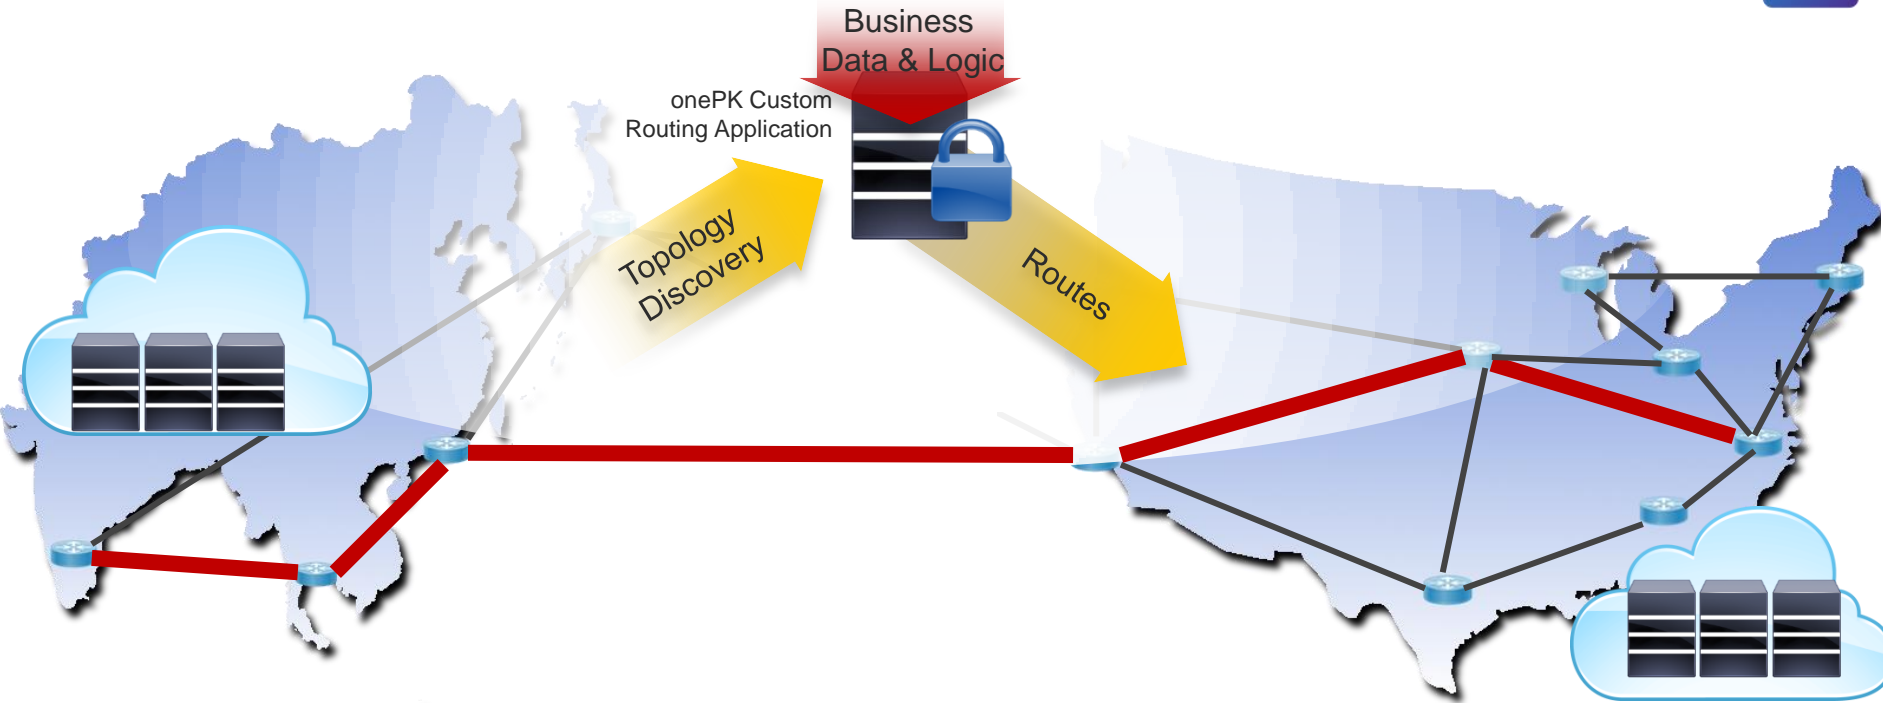 Business
Data & Logic
onePK Custom
Routing Application
Topology
Discovery
Routes